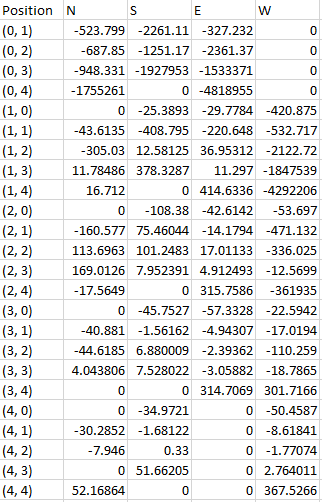 Position N S E W
(0, 1) -523.799 -2261.11 -327.232 0
(0, 2) -687.85 -1251.17 -2361.37 0
(0, 3) -948.331 -1927953 -1533371 0
(0, 4) -1755261 0 -4818955 0
(1, 0) 0 -25.3893 -29.7784 -420.875
(1, 1) -43.6135 -408.795 -220.648 -532.717
(1, 2) -305.03 12.58125 36.95312 -2122.72
(1, 3) 11.78486 378.3287 11.297 -1847539
(1, 4) 16.712 0 414.6336 -4292206
(2, 0) 0 -108.38 -42.6142 -53.697
(2, 1) -160.577 75.46044 -14.1794 -471.132
(2, 2) 113.6963 101.2483 17.01133 -336.025
(2, 3) 169.0126 7.952391 4.912493 -12.5699
(2, 4) -17.5649 0 315.7586 -361935
(3, 0) 0 -45.7527 -57.3328 -22.5942
(3, 1) -40.881 -1.56162 -4.94307 -17.0194
(3, 2) -44.6185 6.880009 -2.39362 -110.259
(3, 3) 4.043806 7.528022 -3.05882 -18.7865
(3, 4) 0 0 314.7069 301.7166
(4, 0) 0 -34.9721 0 -50.4587
(4, 1) -30.2852 -1.68122 0 -8.61841
(4, 2) -7.946 0.33 0 -1.77074
(4, 3) 0 51.66205 0 2.764011
(4, 4) 52.16864 0 0 367.5266